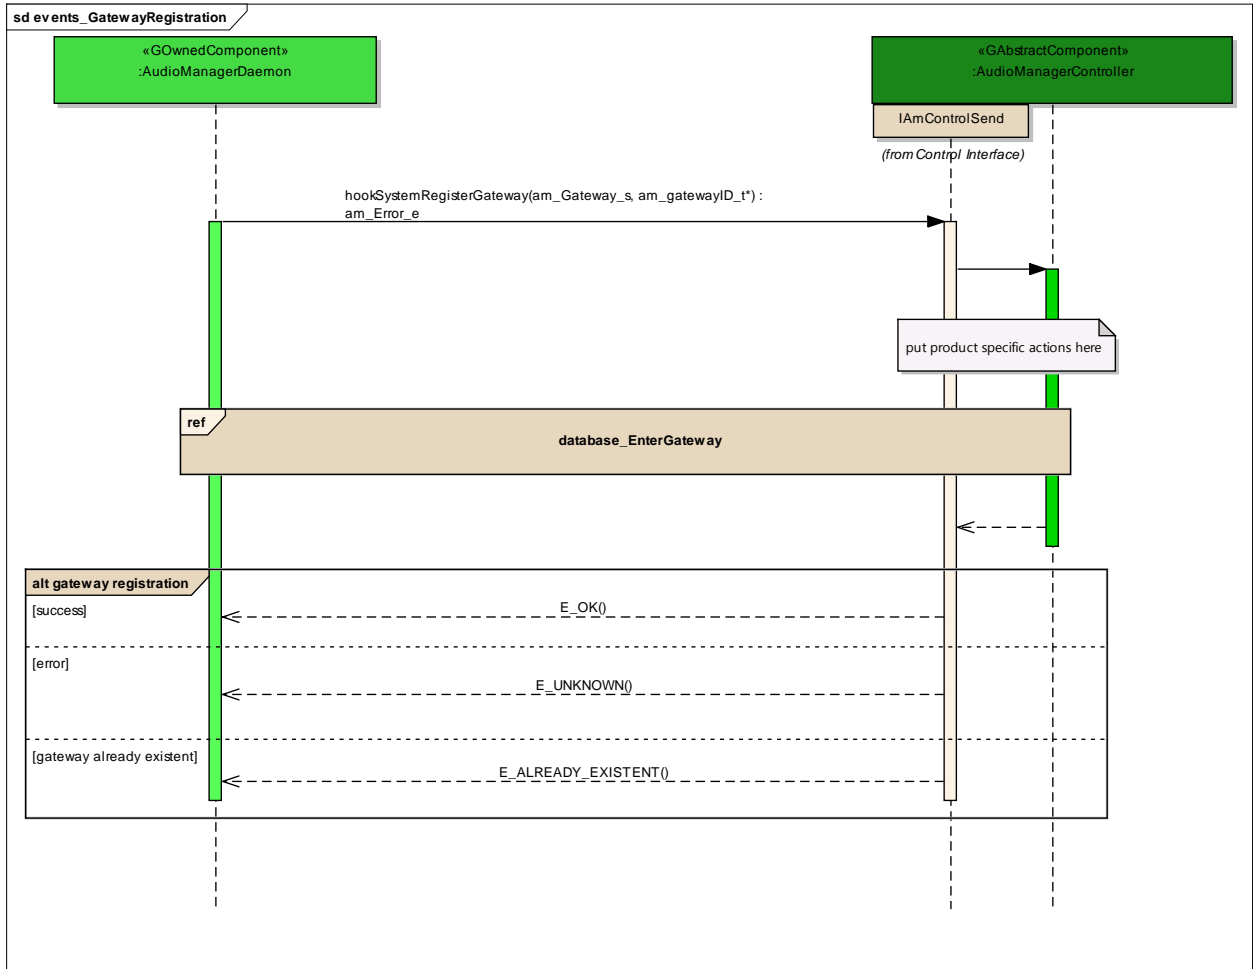 sd events_GatewayRegistration
«GOwnedComponent»
:AudioManagerDaemon
«GAbstractComponent»
:AudioManagerController
IAmControlSend
(from Control Interface)
hookSystemRegisterGateway(am_Gateway_s, am_gatewayID_t*) :
am_Error_e
put product specific actions here
ref
database_EnterGateway
alt gateway registration
[success]
E_OK()
[error]
E_UNKNOWN()
[gateway already existent]
E_ALREADY_EXISTENT()